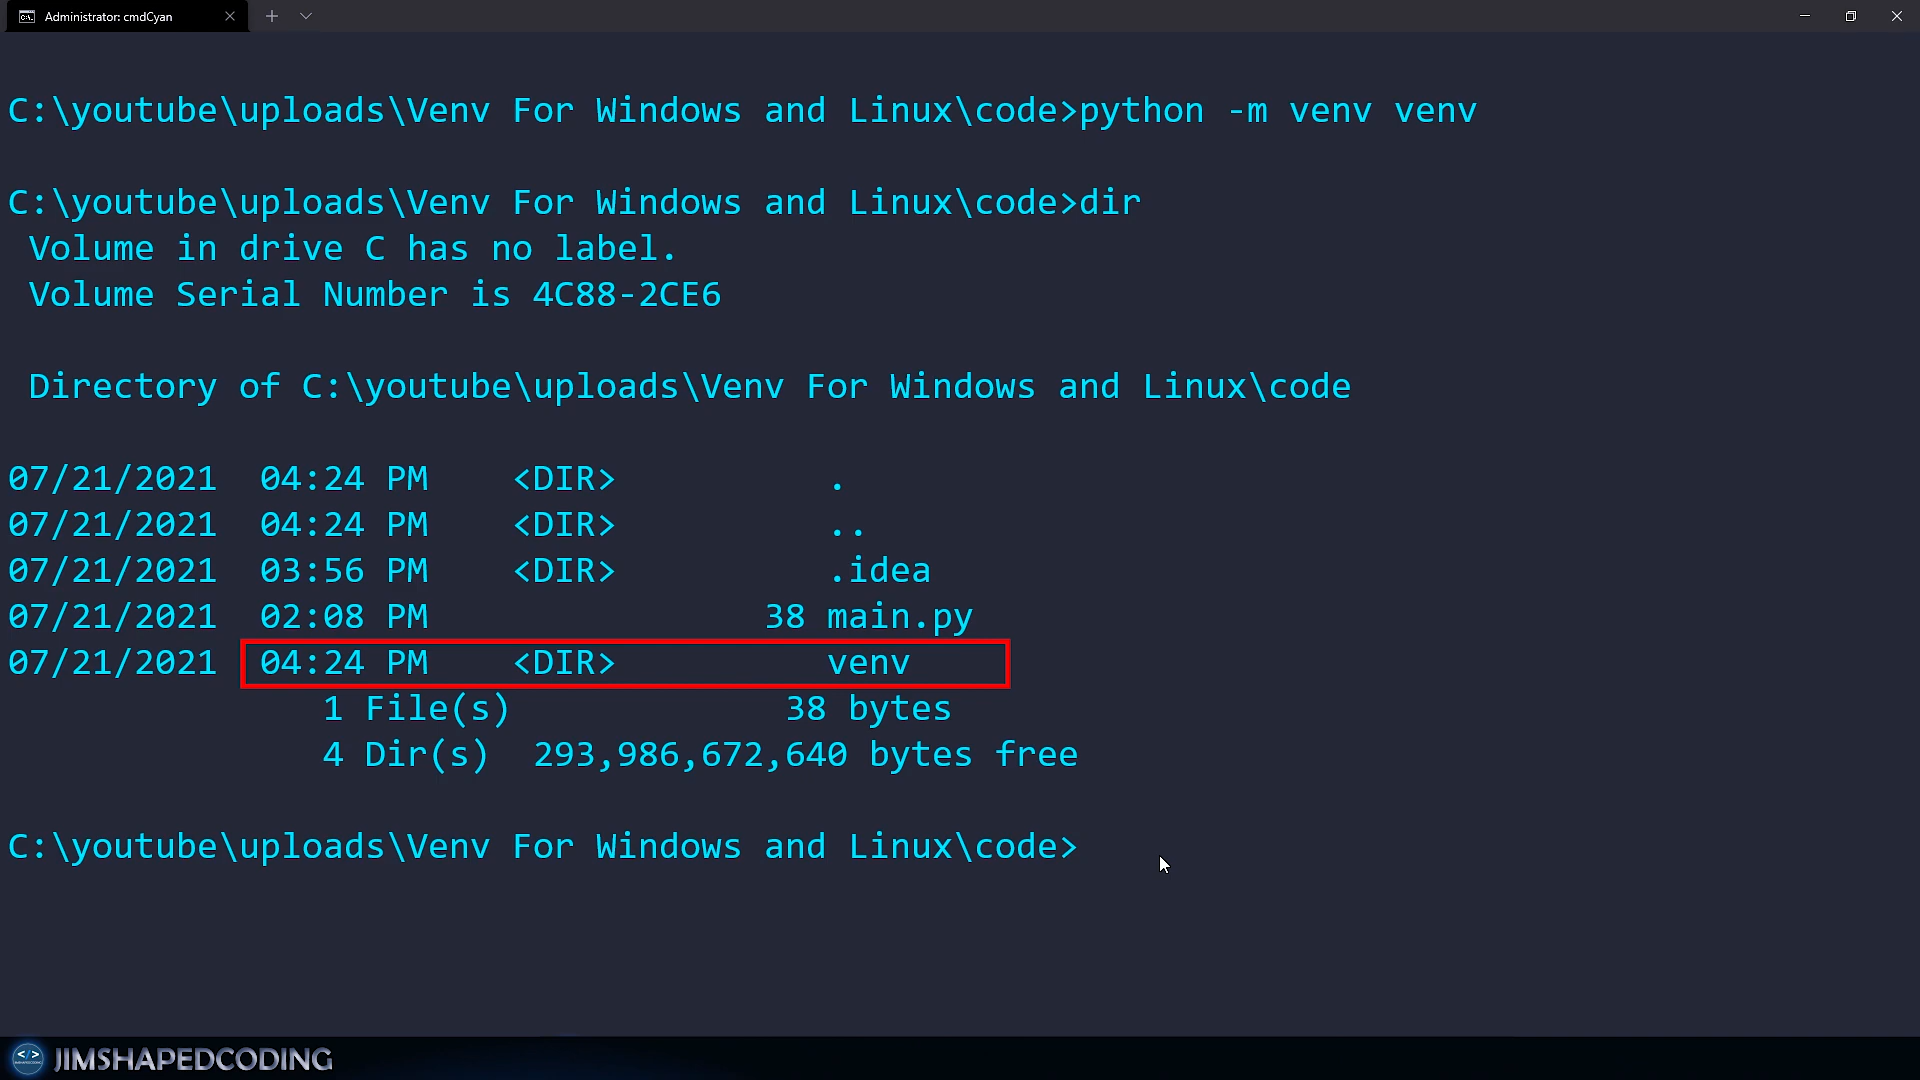 Administrator: cmdCyan
C:\youtube\uploads\Venv For Windows and Linux\code>python -m venv venv
C:\youtube\uploads\Venv For Windows and Linux\code>dir
Volume in drive C has no label.
Volume Serial Number is 4C88-2CE6
Directory of C:\youtube\uploads\Venv For Windows and Linux\code
07/21/2021  04:24 PM    <DIR>          .
07/21/2021  04:24 PM    <DIR>          ..
07/21/2021  03:56 PM    <DIR>          .idea
07/21/2021  02:08 PM                38 main.py
07/21/2021  04:24 PM    <DIR>          venv
1 File(s)             38 bytes
4 Dir(s)  293,986,672,640 bytes free
C:\youtube\uploads\Venv For Windows and Linux\code>
JIMSHAPEDCODING